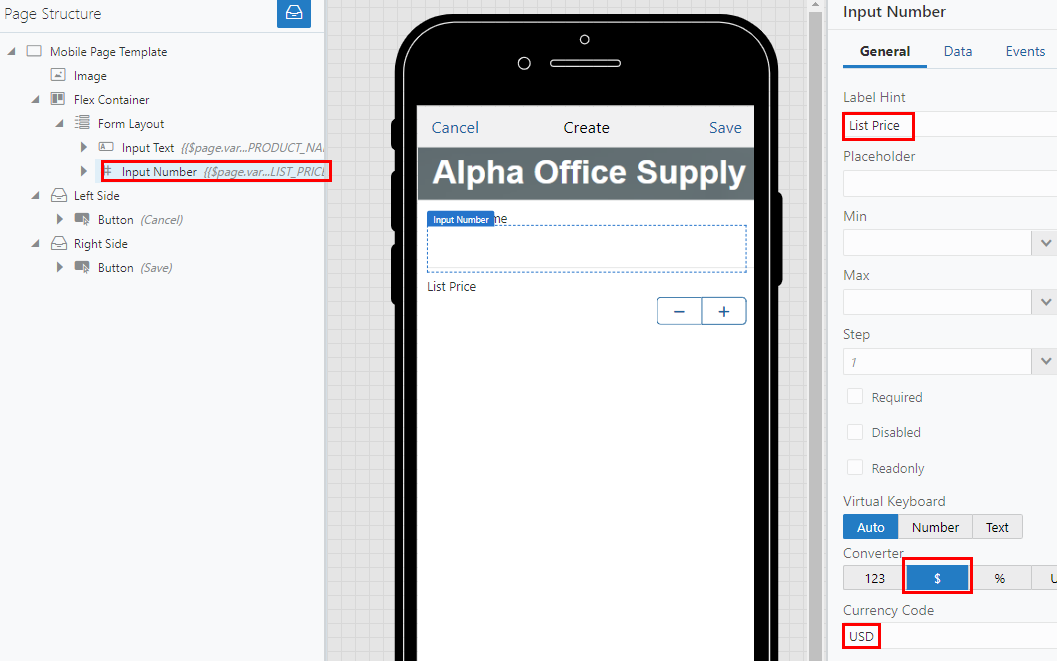 Page Structure
Mobile Page Template
Image
Flex Container
Form Layout
Input Text {{$page.var...PRODUCT_NA
Input Number {{$page.var...LIST_PRICE
Left Side
Button (Cancel)
Right Side
Button (Save)
Cancel Create Save
Alpha Office Supply
Input Number me
List Price
− +
Input Number
General Data Events
Label Hint
List Price
Placeholder
Min
Max
Step
1
Required
Disabled
Readonly
Virtual Keyboard
Auto Number Text
Converter
123 $ % U
Currency Code
USD